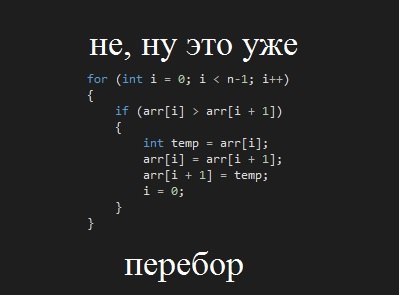 не, ну это уже
for (int i = 0; i < n-1; i++)
{
    if (arr[i] > arr[i + 1])
    {
        int temp = arr[i];
        arr[i] = arr[i + 1];
        arr[i + 1] = temp;
        i = 0;
    }
}
перебор